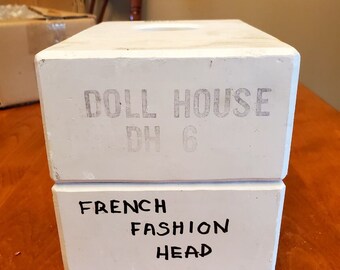 DOLL HOUSE
DH 6
FRENCH
FASHION
HEAD